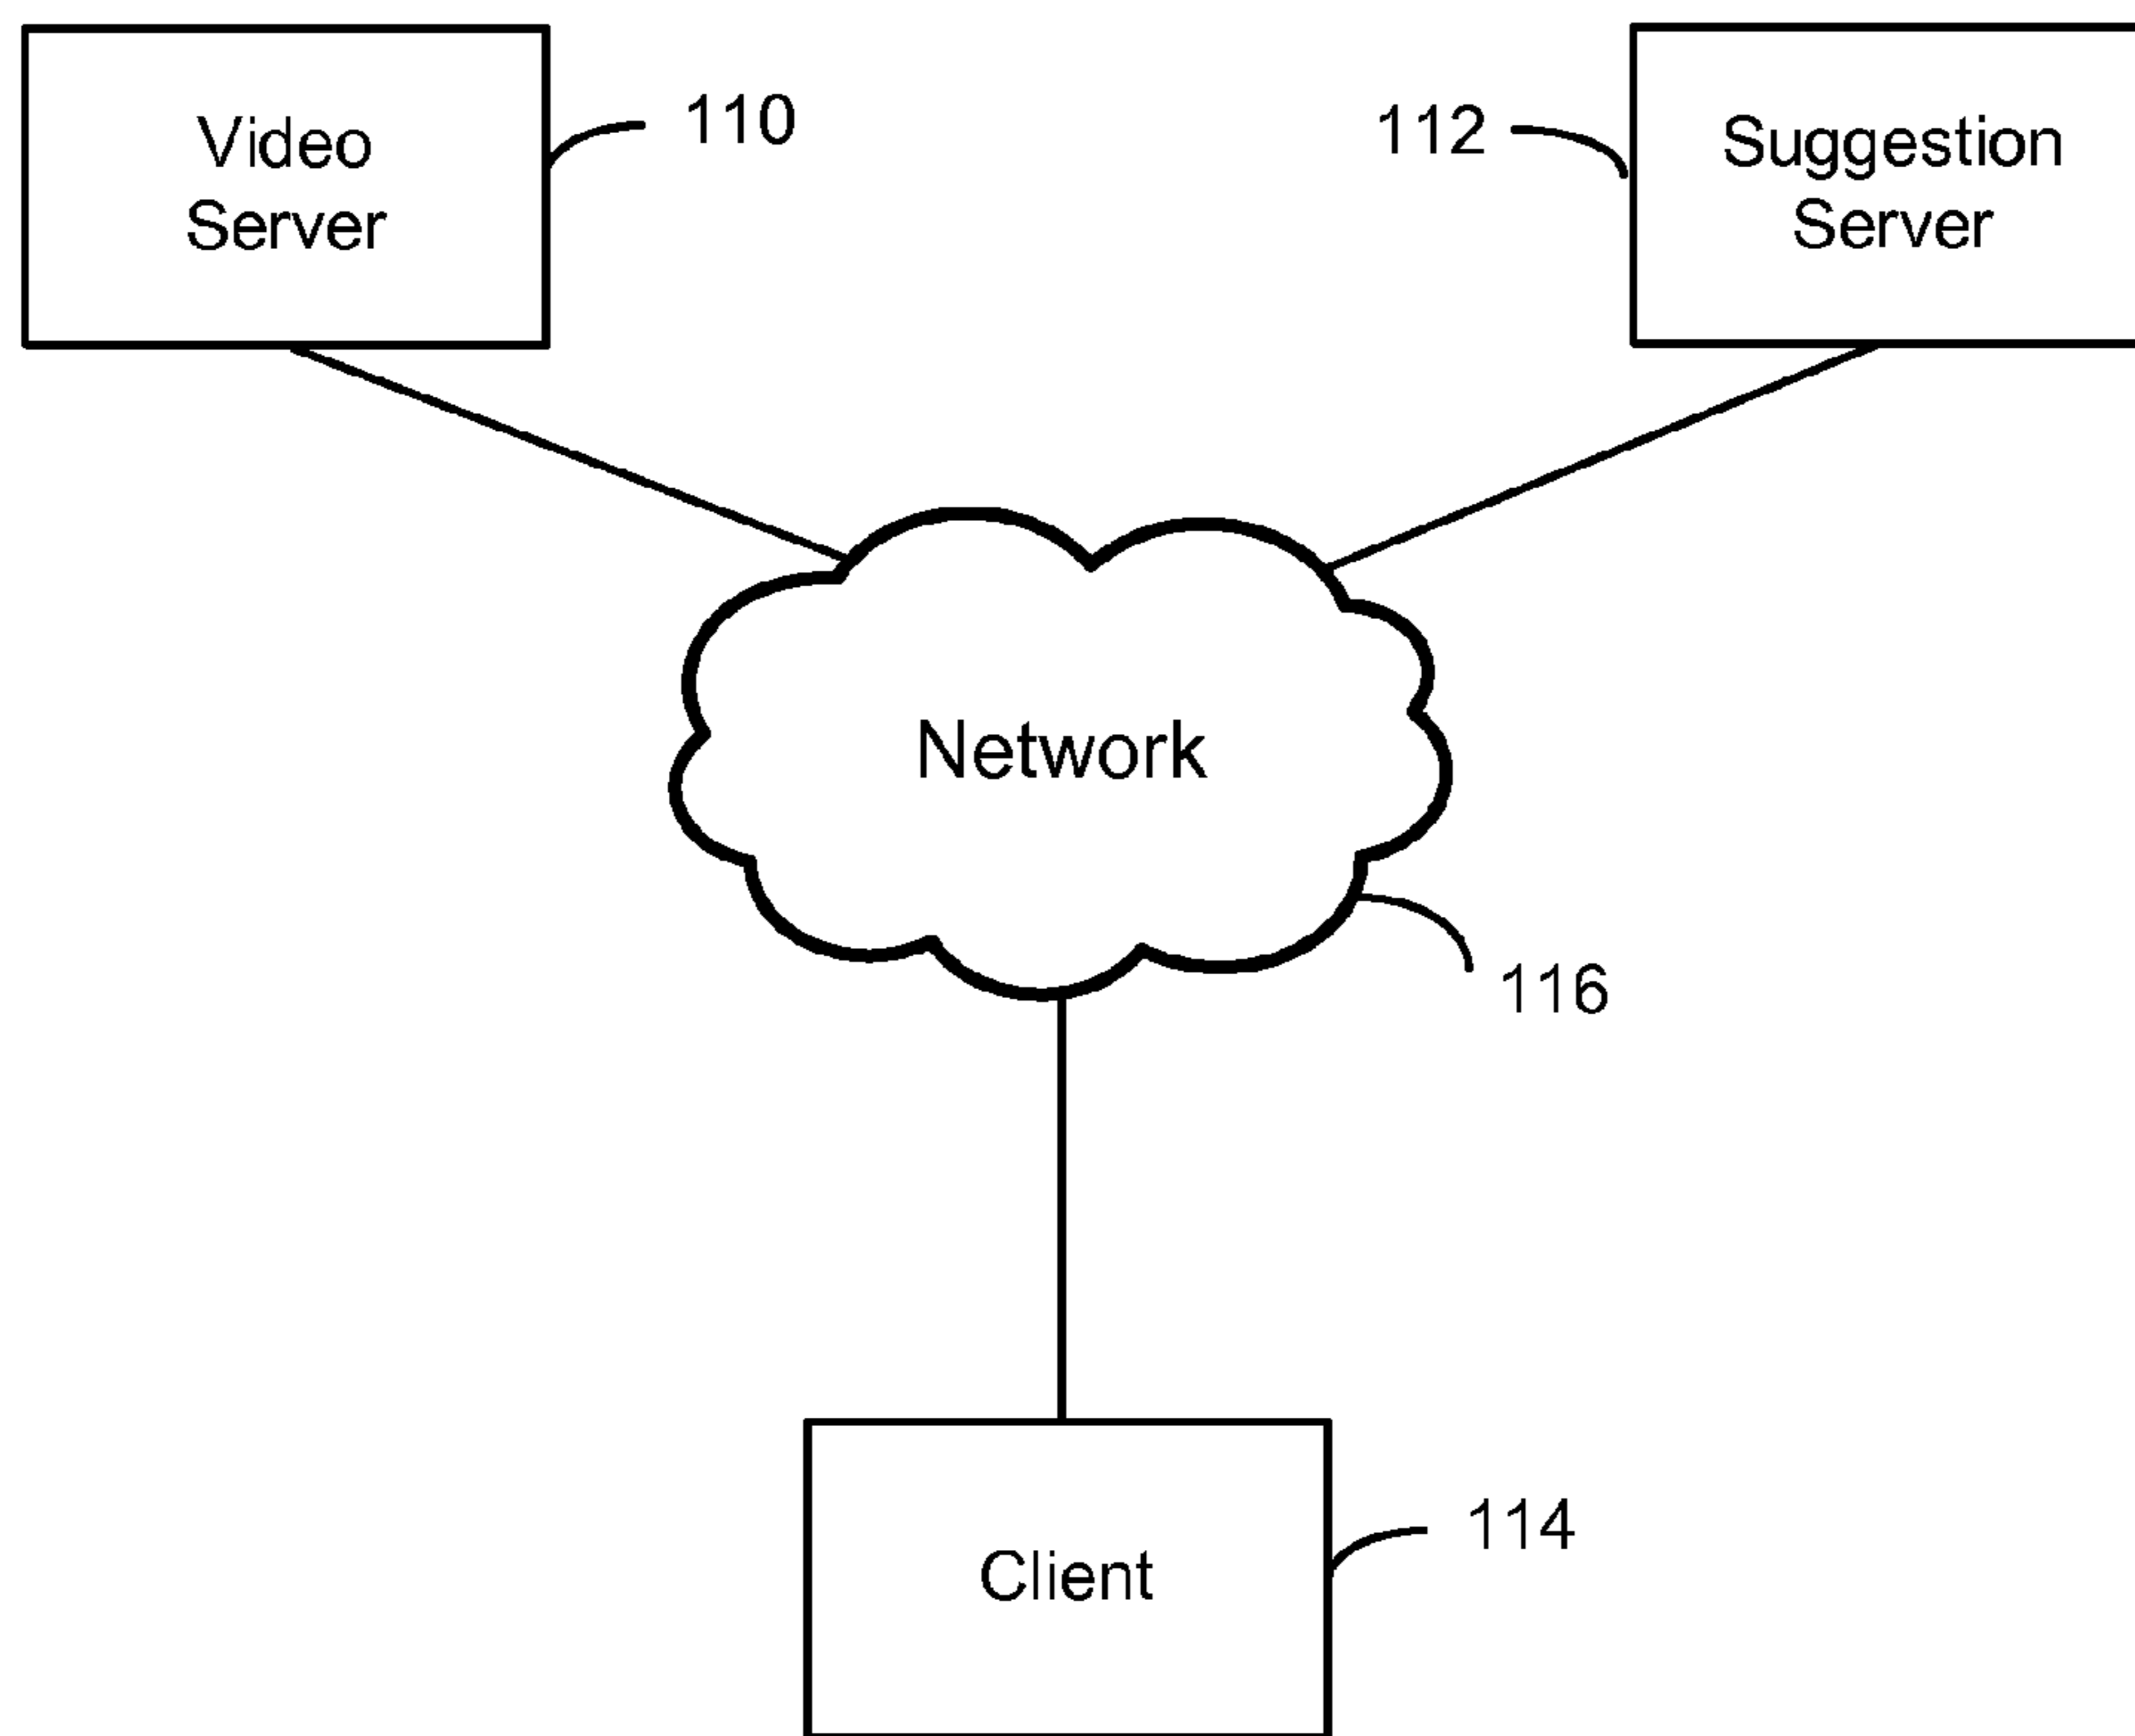 Video
Server
110
112
Suggestion
Server
Network
116
Client
114